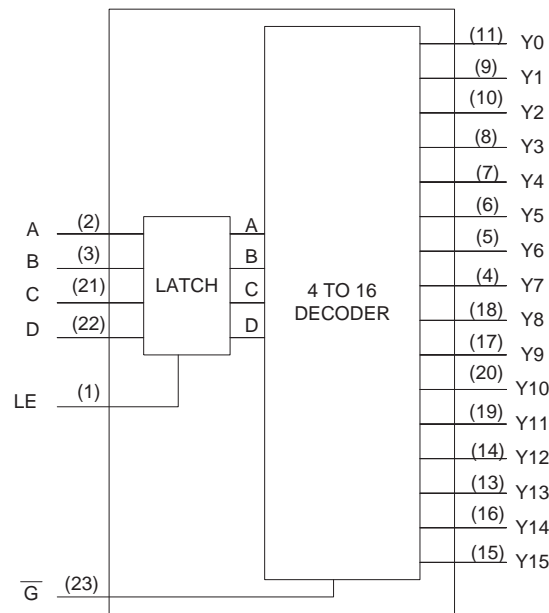 (11) Y0
(9) Y1
(10) Y2
(8) Y3
(7) Y4
(6) Y5
(5) Y6
(4) Y7
(18) Y8
(17) Y9
(20) Y10
(19) Y11
(14) Y12
(13) Y13
(16) Y14
(15) Y15
A (2)
B (3)
C (21)
D (22)
LE (1)
G̅ (23)
LATCH
A
B
C
D
4 TO 16
DECODER